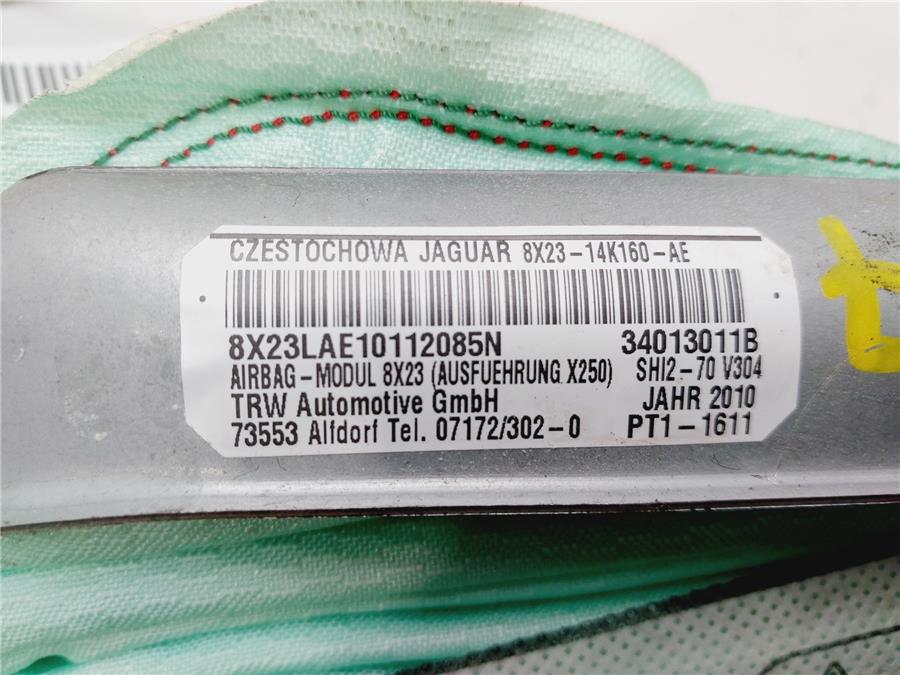 CZESTOCHOWA JAGUAR 8X23-14K160-AE
8X23LAE10112085N 34013011B
AIRBAG-MODUL 8X23 (AUSFUEHRUNG X250) SHI2-70 V304
TRW Automotive GmbH JAHR 2010
73553 Alfdorf Tel. 07172/302-0 PT1-1611